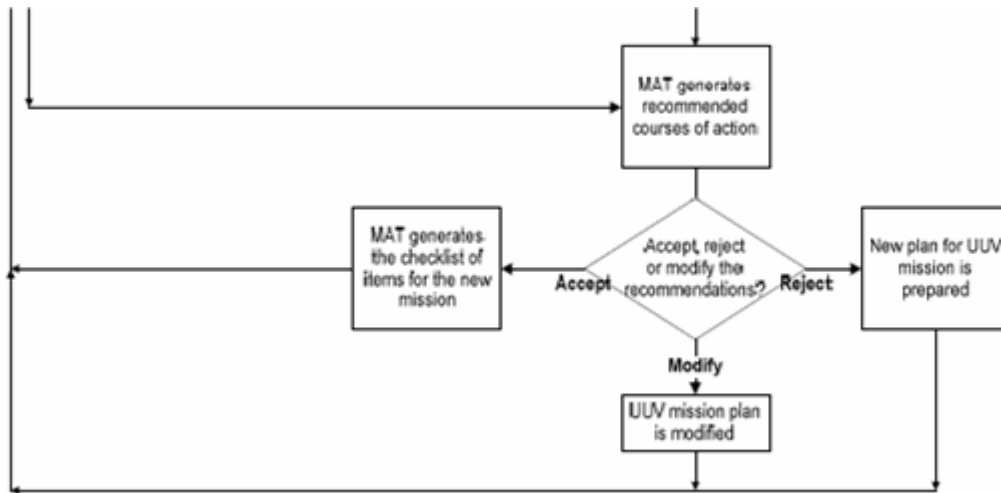 MAT generates
recommended
courses of action
MAT generates
the checklist of
items for the new
mission
Accept, reject
or modify the
recommendations?
Accept
Reject
New plan for UUV
mission is
prepared
Modify
UUV mission plan
is modified